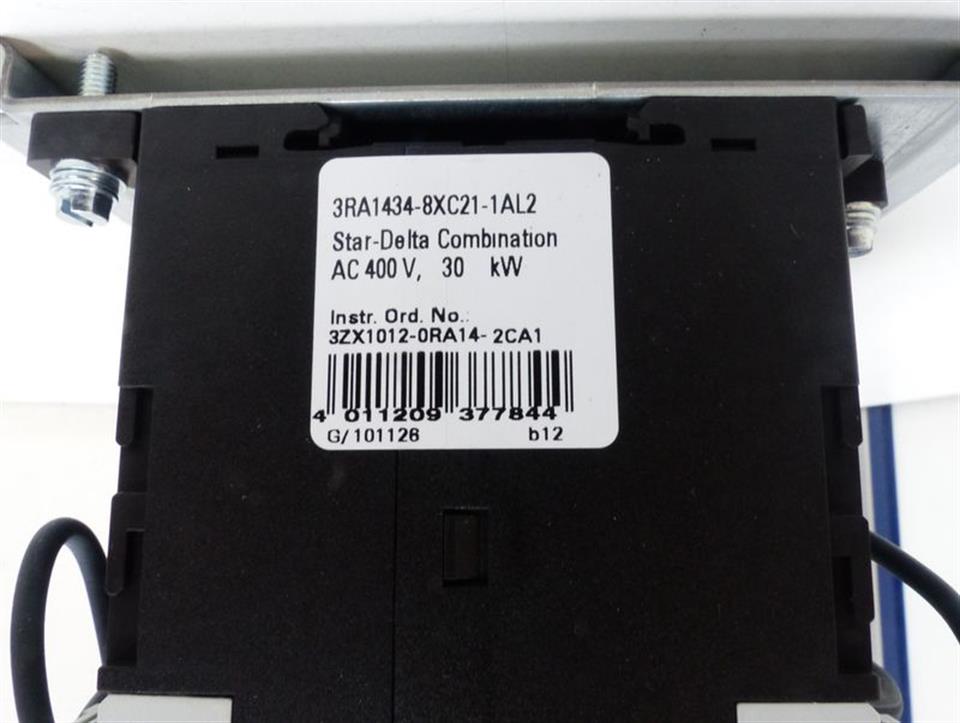 3RA1434-8XC21-1AL2
Star-Delta Combination
AC 400 V, 30 kW
Instr. Ord. No.:
3ZX1012-0RA14-2CA1
4 011209 377844
G/101126 b12